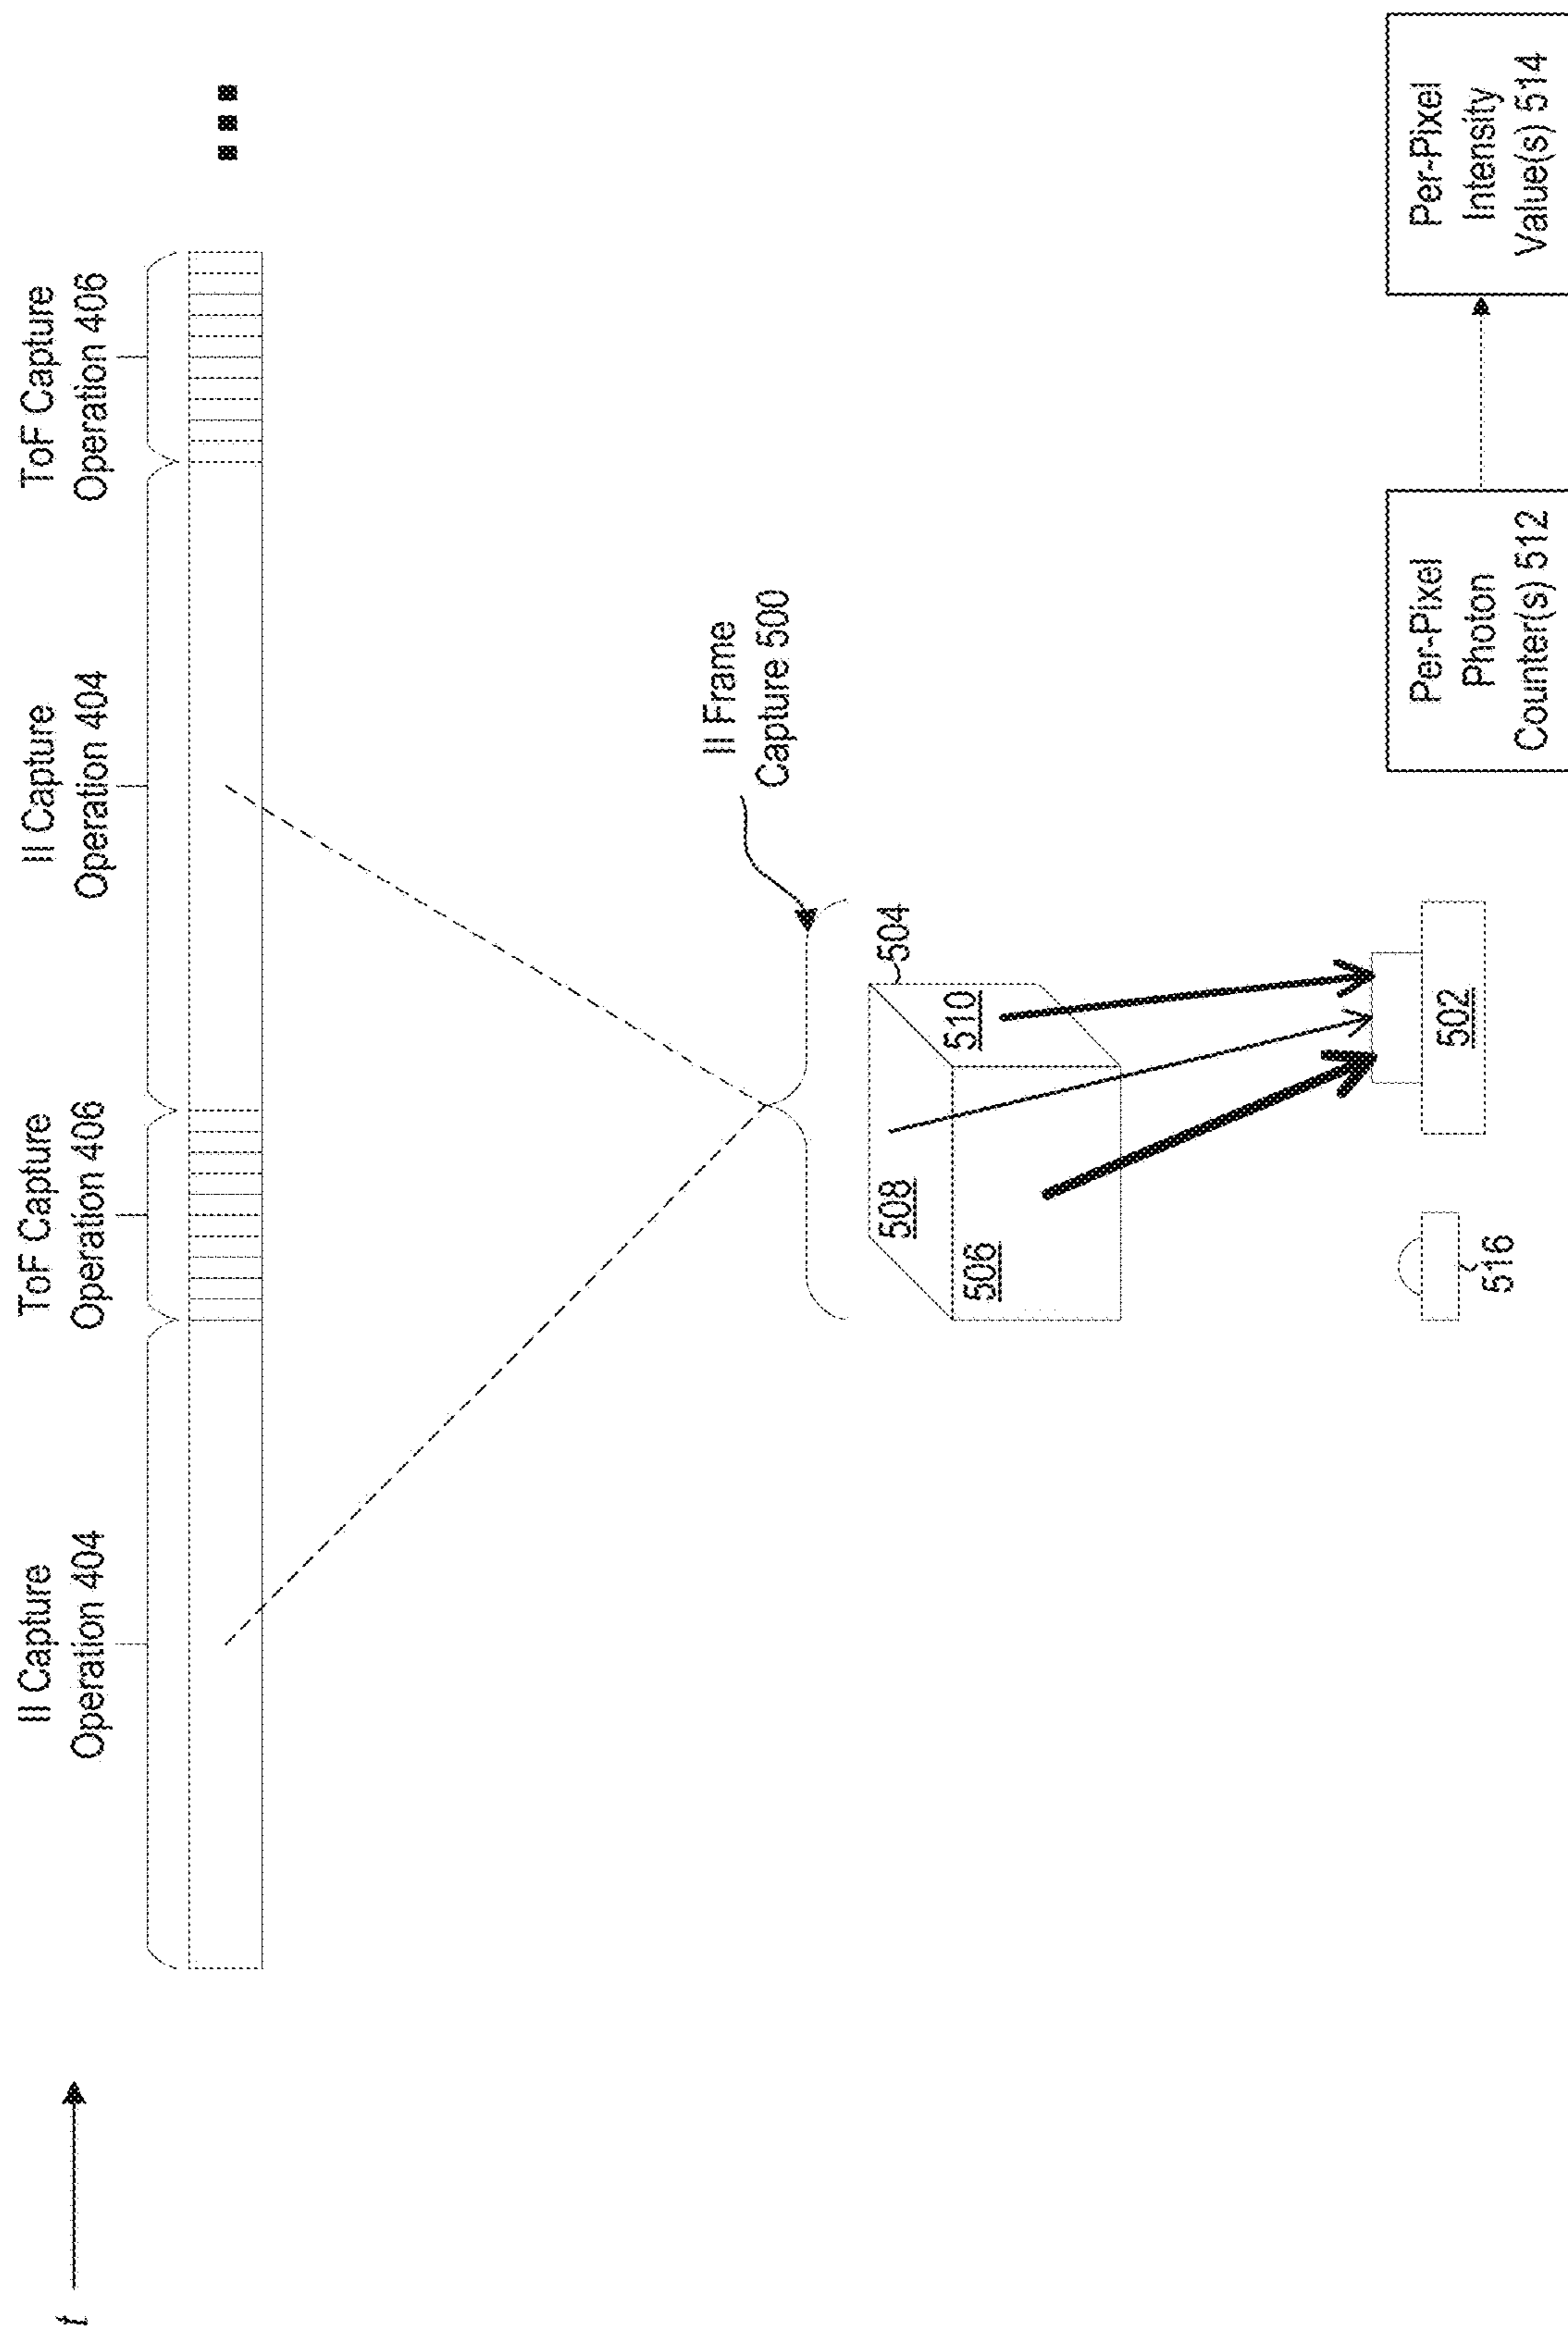 t
II Capture
Operation 404
ToF Capture
Operation 406
II Capture
Operation 404
ToF Capture
Operation 406
II Frame
Capture 500
504
508
510
506
502
516
Per-Pixel
Photon
Counter(s) 512
Per-Pixel
Intensity
Value(s) 514